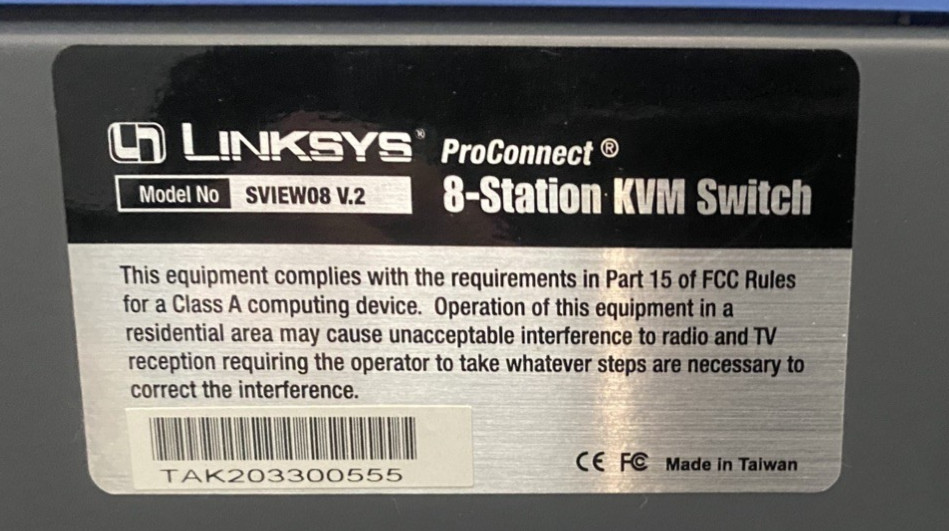 LINKSYS® ProConnect®
Model No SVIEW08 V.2 8-Station KVM Switch
This equipment complies with the requirements in Part 15 of FCC Rules
for a Class A computing device. Operation of this equipment in a
residential area may cause unacceptable interference to radio and TV
reception requiring the operator to take whatever steps are necessary to
correct the interference.
TAK203300555
CE FC Made in Taiwan